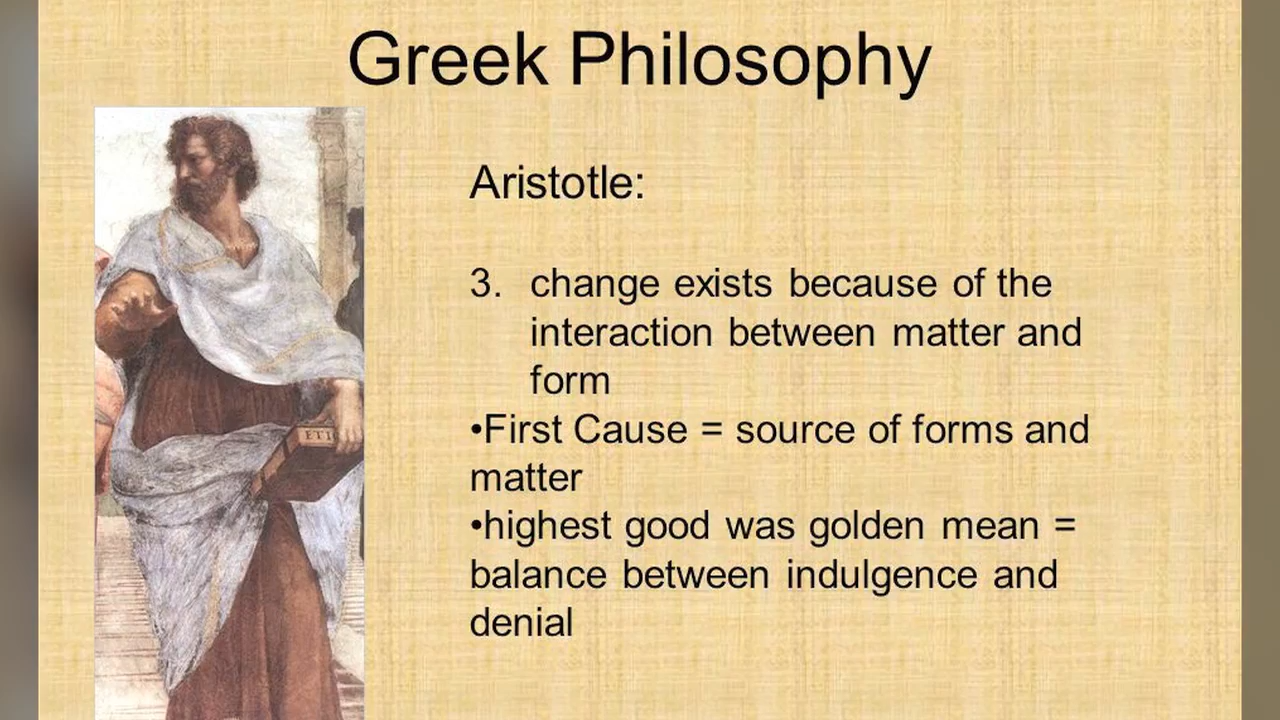 Greek Philosophy
Aristotle:
3. change exists because of the
interaction between matter and
form
•First Cause = source of forms and
matter
•highest good was golden mean =
balance between indulgence and
denial
ETI